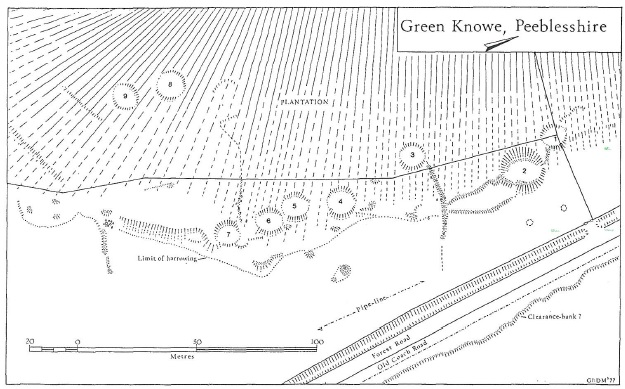 Green Knowe, Peeblesshire
PLANTATION
9
8
3
1
2
5
4
6
7
Limit of harrowing
Pipe-line
Clearance-bank ?
Forest Road
Old Coach Road
20 0 50 100
Metres
GRDM '77